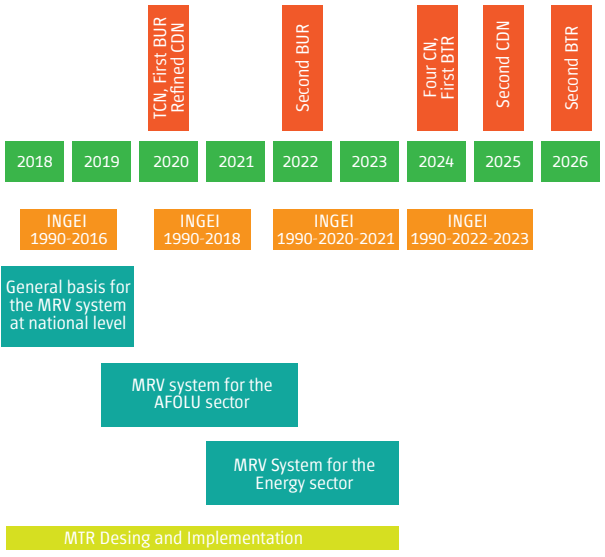 TCN, First BUR
Refined CDN
Second BUR
Four CN,
First BTR
Second CDN
Second BTR
2018
2019
2020
2021
2022
2023
2024
2025
2026
INGEI
1990-2016
INGEI
1990-2018
INGEI
1990-2020-2021
INGEI
1990-2022-2023
General basis for
the MRV system
at national level
MRV system for the
AFOLU sector
MRV System for the
Energy sector
MTR Desing and Implementation